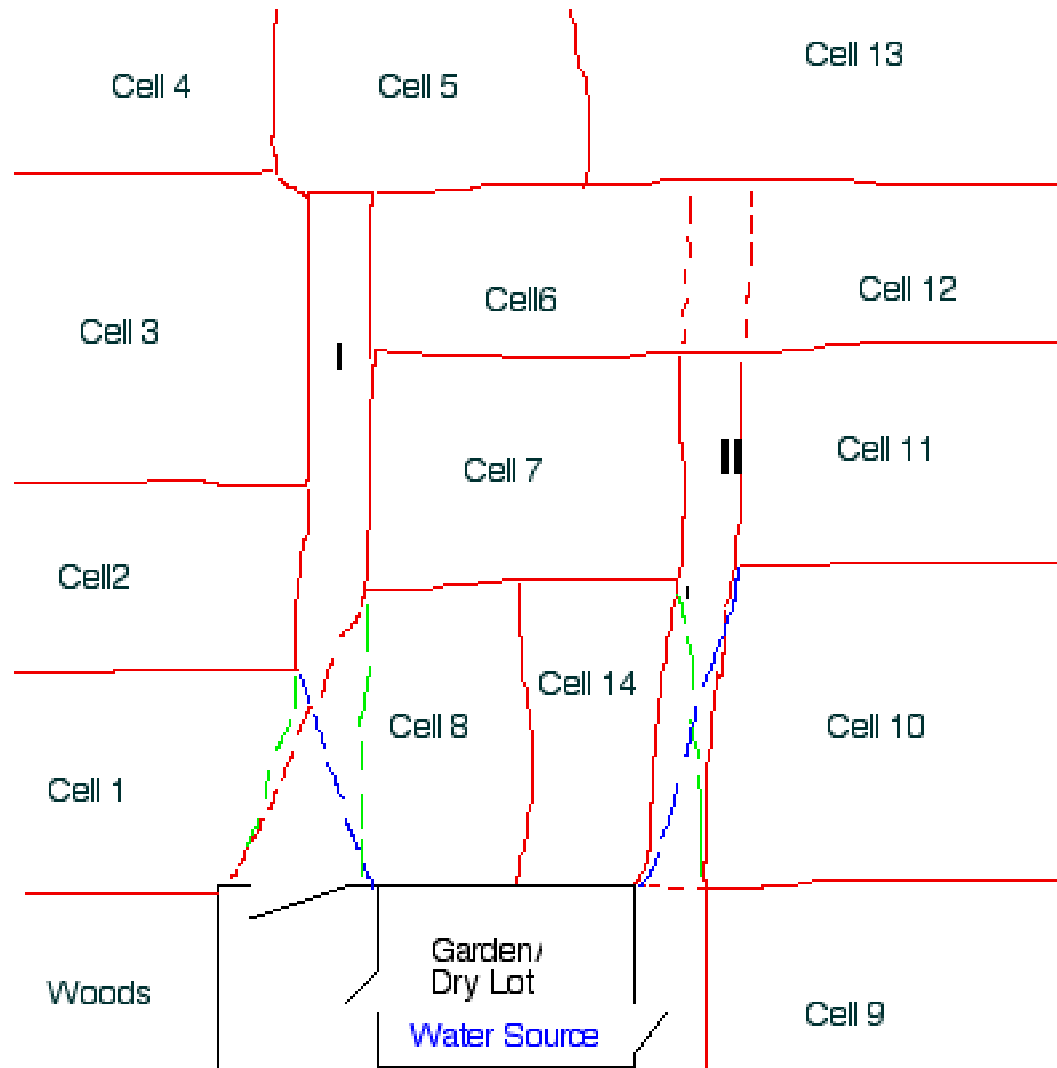 Cell 4
Cell 5
Cell 13
Cell 3
I
Cell6
Cell 12
Cell 7
II
Cell 11
Cell2
Cell 14
Cell 8
Cell 10
Cell 1
Garden/
Dry Lot
Water Source
Woods
Cell 9